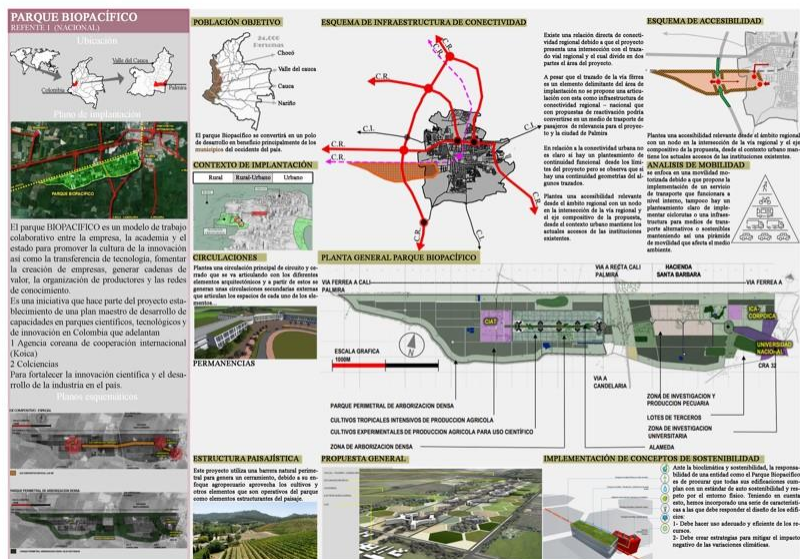 PARQUE BIOPACÍFICO
REFENTE 1 (NACIONAL)
Ubicación
Valle del Cauca
Colombia
Palmira
Plano de implantación
PARQUE BIOPACÍFICO
El parque BIOPACIFICO es un modelo de trabajo
colaborativo entre la empresa, la academia y el
estado para promover la cultura de la innovación
así como la transferencia de tecnología, fomentar
la creación de empresas, generar cadenas de
valor, la organización de productores y las redes
de conocimiento.
Es una iniciativa que hace parte del proyecto esta-
blecimiento de una plan maestro de desarrollo de
capacidades en parques científicos, tecnológicos y
de innovación en Colombia que adelantan
1 Agencia coreana de cooperación internacional
(Koica)
2 Colciencias
Para fortalecer la innovación científica y el desa-
rrollo de la industria en el país.
Planos esquemáticos
PARQUE PERIMETRAL DE ARBORIZACION DENSA
POBLACIÓN OBJETIVO
24,000
Personas
Chocó
Valle del cauca
Cauca
Nariño
El parque Biopacífico se convertirá en un polo
de desarrollo en beneficio principalmente de los
municipios del occidente del país.
CONTEXTO DE IMPLANTACIÓN
Rural
Rural-Urbano
Urbano
CIRCULACIONES
Plantea una circulación principal de circuito y ce-
rrado que se va articulando con los diferentes
elementos arquitectónicos y a partir de estos se
generan unas circulaciones secundarias externas
que articulan los espacios de cada uno de los ele-
mentos
PERMANENCIAS
ESTRUCTURA PAISAJÍSTICA
Este proyecto utiliza una barrera natural perime-
tral para genera un cerramiento, debido a su en-
foque agropecuario aprovecha los cultivos y
otros elementos que son operativos del parque
como elementos estructurantes del paisaje.
ESQUEMA DE INFRAESTRUCTURA DE CONECTIVIDAD
C.R.
C.R.
C.R.
C.I.
C.I.
C.R.
C.R.
C.R.
C.R.
C.I.
Existe una relación directa de conecti-
vidad regional debido a que el proyecto
presenta una intersección con el traza-
do vial regional y el cual divide en dos
partes el área del proyecto.
A pesar que el trazado de la vía férrea
es un elemento delimitante del área de
implantación no se propone una articu-
lación con esta como infraestructura de
conectividad regional – nacional que
con propuestas de reactivación podría
convertirse en un medio de trasporte de
pasajeros de relevancia para el proyec-
to y la ciudad de Palmira
En relación a la conectividad urbana no
es claro si hay un planteamiento de
continuidad funcional desde los lími-
tes del proyecto pero se observa que si
hay una continuidad geométrica del al-
gunos trazados.
Plantea una accesibilidad relevante
desde el ámbito regional con un nodo
en la intersección de la vía regional y
el eje compositivo de la propuesta,
desde el contexto urbano mantiene los
actuales accesos de las instituciones
existentes.
ESQUEMA DE ACCESIBILIDAD
Plantea una accesibilidad relevante desde el ámbito regional
con un nodo en la intersección de la vía regional y el eje
compositivo de la propuesta, desde el contexto urbano man-
tiene los actuales accesos de las instituciones existentes.
ANALISIS DE MOBILIDAD
se enfoca en una movilidad mo-
torizada debido a que propone la
implementación de un servicio
de transporte que funcionara a
nivel interno, tampoco hay un
planteamiento claro de imple-
mentar ciclorutas o una infraes-
tructura para medios de trans-
porte alternativos o sostenibles
manteniendo así una pirámide
de movilidad que afecta el medio
ambiente.
PLANTA GENERAL PARQUE BIOPACÍFICO
VIA FERREA A CALI
PALMIRA
VIA A RECTA CALI
PALMIRA
HACIENDA
SANTA BARBARA
VIA FERREA A
CIAT
ICA
CORPOICA
UNIVERSIDAD
NACIONAL
CRA 32
ESCALA GRAFICA
1000M
VIA A
CANDELARIA
PARQUE PERIMETRAL DE ARBORIZACION DENSA
CULTIVOS TROPICALES INTENSIVOS DE PRODUCCION AGRICOLA
CULTIVOS EXPERIMENTALES DE PRODUCCION AGRICOLA PARA USO CIENTÍFICO
ZONA DE ARBORIZACION DENSA
ZONA DE INVESTIGACION Y
PRODUCCION PECUARIA
LOTES DE TERCEROS
ZONA DE INVESTIGACION
UNIVERSITARIA
ALAMEDA
PROPUESTA GENERAL
IMPLEMENTACIÓN DE CONCEPTOS DE SOSTENIBILIDAD
Ante la bioclimática y sostenibilidad, la responsa-
bilidad de una entidad como el Parque Biopacífico
es de procurar que todas sus edificaciones cum-
plan con un estándar de auto sostenibilidad y res-
peto por el entorno físico. Teniendo en cuenta
esto, hemos incorporado una serie de característi-
cas a las que debe responder el diseño de los edifi-
cios:
1- Debe hacer uso adecuado y eficiente de los re-
cursos.
2- Debe crear estrategias para mitigar el impacto
negativo de las variaciones climáticas.